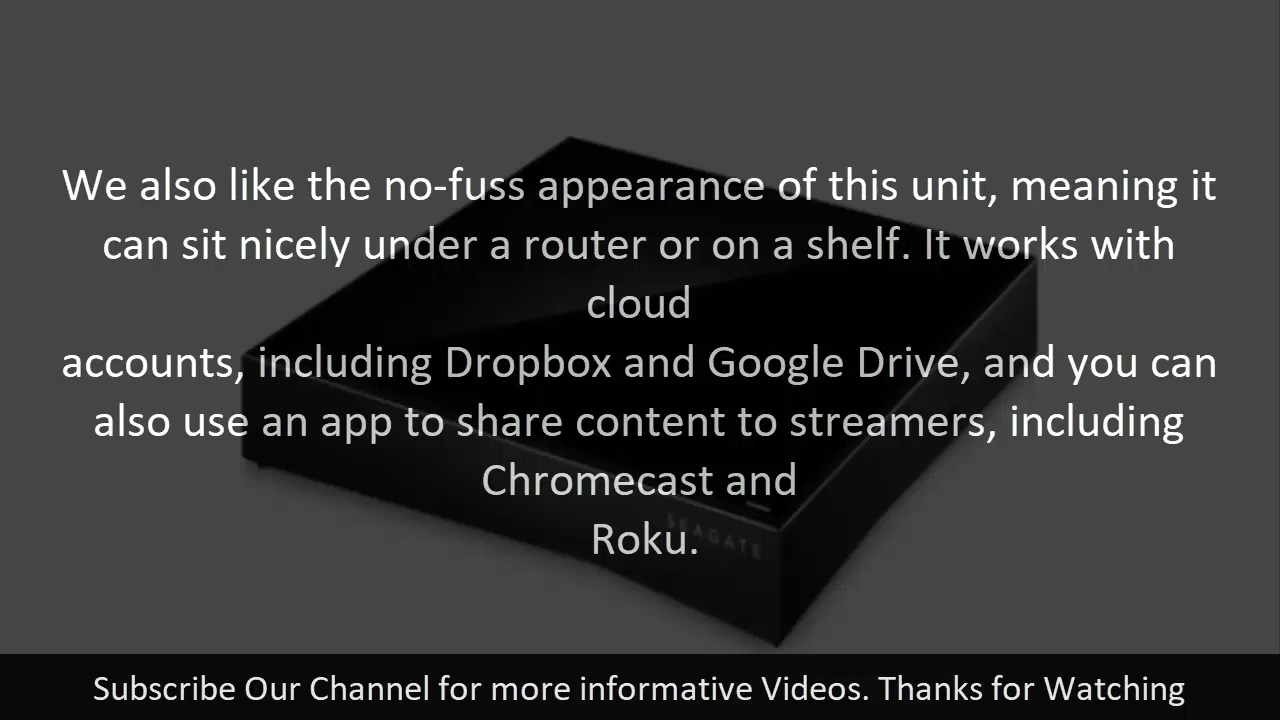 We also like the no-fuss appearance of this unit, meaning it
can sit nicely under a router or on a shelf. It works with
cloud
accounts, including Dropbox and Google Drive, and you can
also use an app to share content to streamers, including
Chromecast and
Roku.
SEAGATE
Subscribe Our Channel for more informative Videos. Thanks for Watching